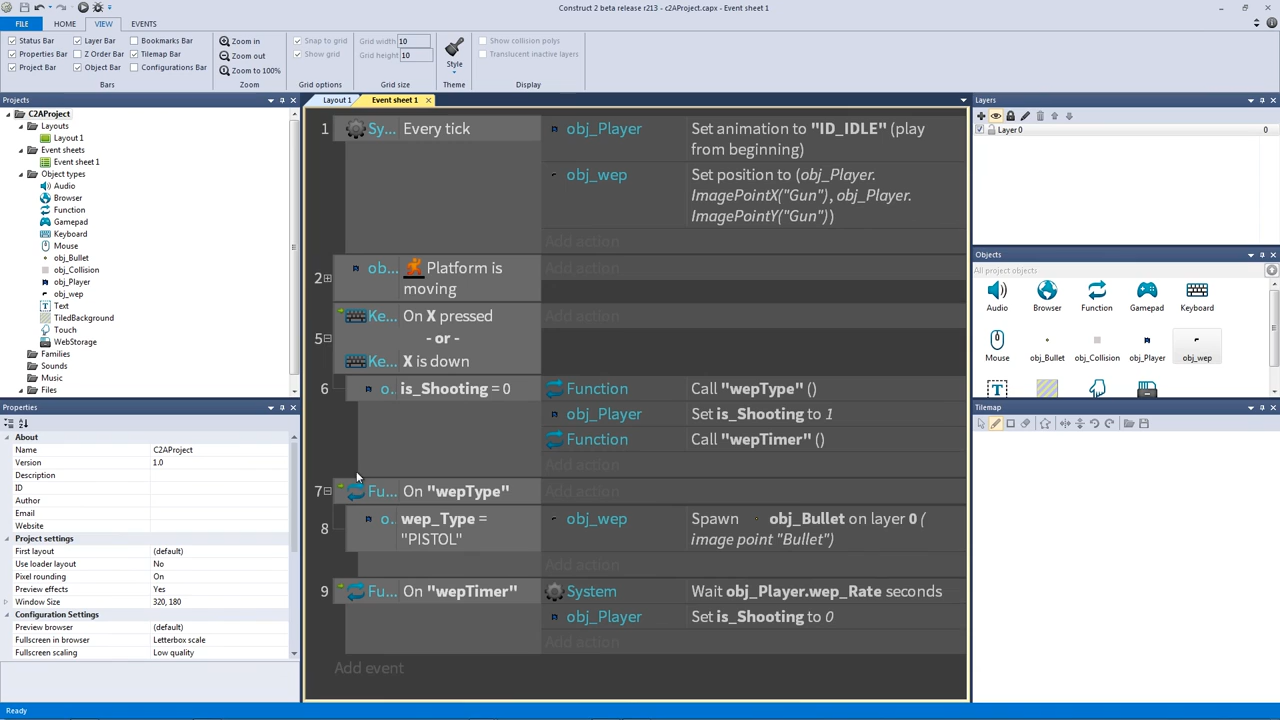 Construct 2 beta release r213 - c2AProject.capx - Event sheet 1
FILE HOME VIEW EVENTS
Status Bar Layer Bar Bookmarks Bar
Properties Bar Z Order Bar Tilemap Bar
Project Bar Object Bar Configurations Bar
Bars
Zoom in
Zoom out
Zoom to 100%
Zoom
Snap to grid
Show grid
Grid options
Grid width 10
Grid height 10
Grid size
Style
Theme
Show collision polys
Translucent inactive layers
Display
Projects
C2AProject
Layouts
Layout 1
Event sheets
Event sheet 1
Object types
Audio
Browser
Function
Gamepad
Keyboard
Mouse
obj_Bullet
obj_Collision
obj_Player
obj_wep
Text
TiledBackground
Touch
WebStorage
Families
Sounds
Music
Files
Properties
About
Name C2AProject
Version 1.0
Description
ID
Author
Email
Website
Project settings
First layout (default)
Use loader layout No
Pixel rounding On
Preview effects Yes
Window Size 320, 180
Configuration Settings
Preview browser (default)
Fullscreen in browser Letterbox scale
Fullscreen scaling Low quality
Layout 1 Event sheet 1
1 Sy... Every tick obj_Player Set animation to "ID_IDLE" (play
from beginning)
obj_wep Set position to (obj_Player.
ImagePointX("Gun"), obj_Player.
ImagePointY("Gun"))
Add action
2 ob... Platform is Add action
moving
5 Ke... On X pressed Add action
- or -
Ke... X is down
6 o.. is_Shooting = 0 Function Call "wepType" ()
obj_Player Set is_Shooting to 1
Function Call "wepTimer" ()
Add action
7 Fu... On "wepType" Add action
8 o.. wep_Type = obj_wep Spawn obj_Bullet on layer 0 (
"PISTOL" image point "Bullet")
Add action
9 Fu... On "wepTimer" System Wait obj_Player.wep_Rate seconds
obj_Player Set is_Shooting to 0
Add action
Add event
Layers
Layer 0 0
Objects
All project objects
Audio Browser Function Gamepad Keyboard
Mouse obj_Bullet obj_Collision obj_Player obj_wep
Tilemap
Ready